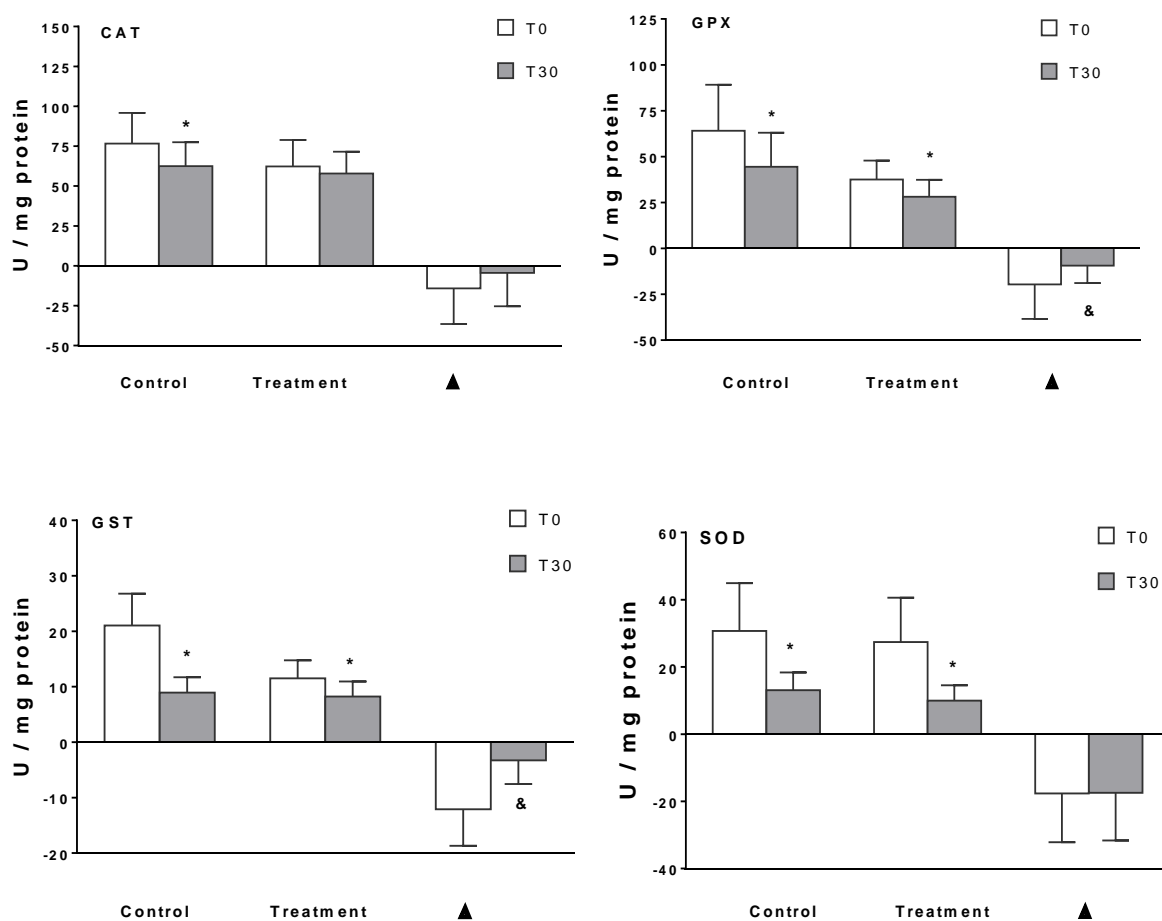 CAT
T0
T30
U / mg protein
150
125
100
75
50
25
0
-25
-50
*
Control Treatment ▲
GPX
T0
T30
U / mg protein
125
100
75
50
25
0
-25
-50
*
*
&
Control Treatment ▲
GST
T0
T30
U / mg protein
40
30
20
10
0
-10
-20
*
*
&
Control Treatment ▲
SOD
T0
T30
U / mg protein
60
40
20
0
-20
-40
*
*
Control Treatment ▲